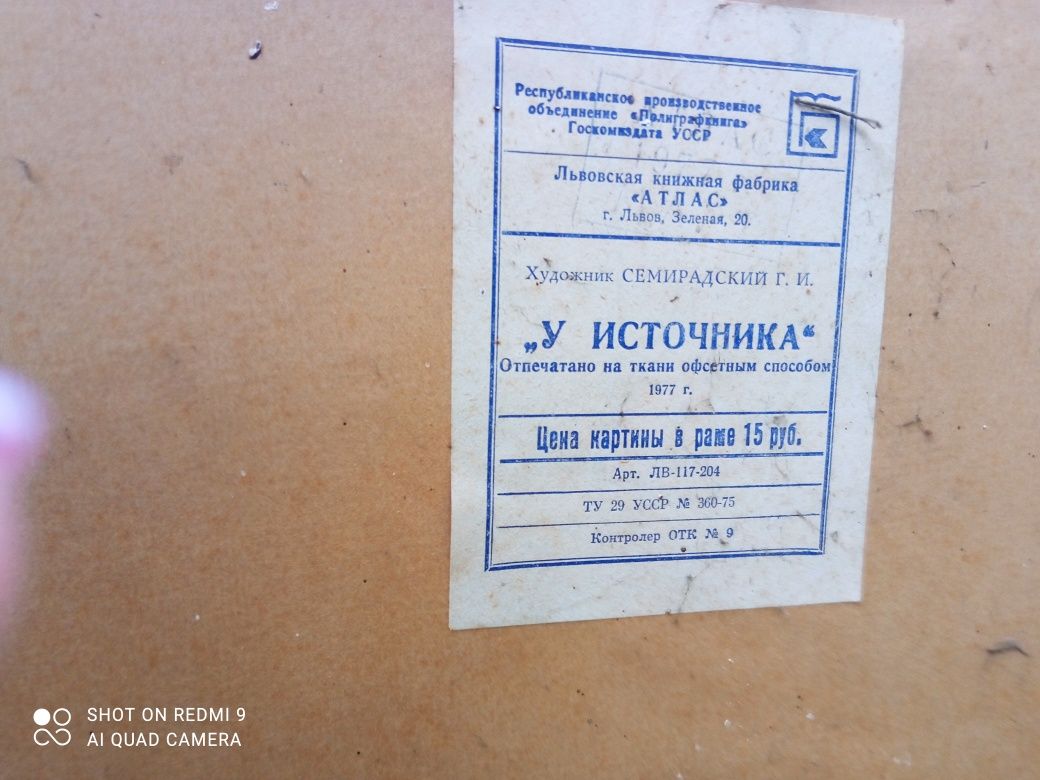 Республиканское производственное
объединение «Полиграфкнига»
Госкомиздата УССР
Львовская книжная фабрика
«АТЛАС»
г. Львов, Зеленая, 20.
Художник СЕМИРАДСКИЙ Г. И.
„У ИСТОЧНИКА“
Отпечатано на ткани офсетным способом
1977 г.
Цена картины в раме 15 руб.
Арт. ЛВ-117-204
ТУ 29 УССР № 360-75
Контролер ОТК № 9
SHOT ON REDMI 9
AI QUAD CAMERA